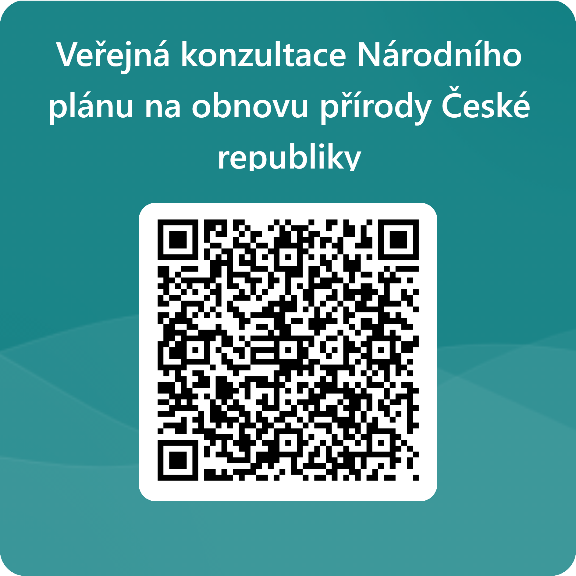 Veřejná konzultace Národního
plánu na obnovu přírody České
republiky